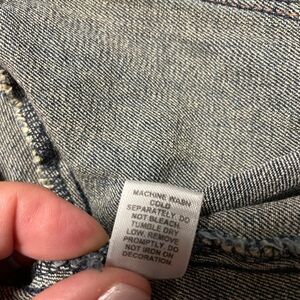 MACHINE WASH
COLD
SEPARATELY. DO
NOT BLEACH.
TUMBLE DRY
LOW. REMOVE
PROMPTLY. DO
NOT IRON ON
DECORATION.